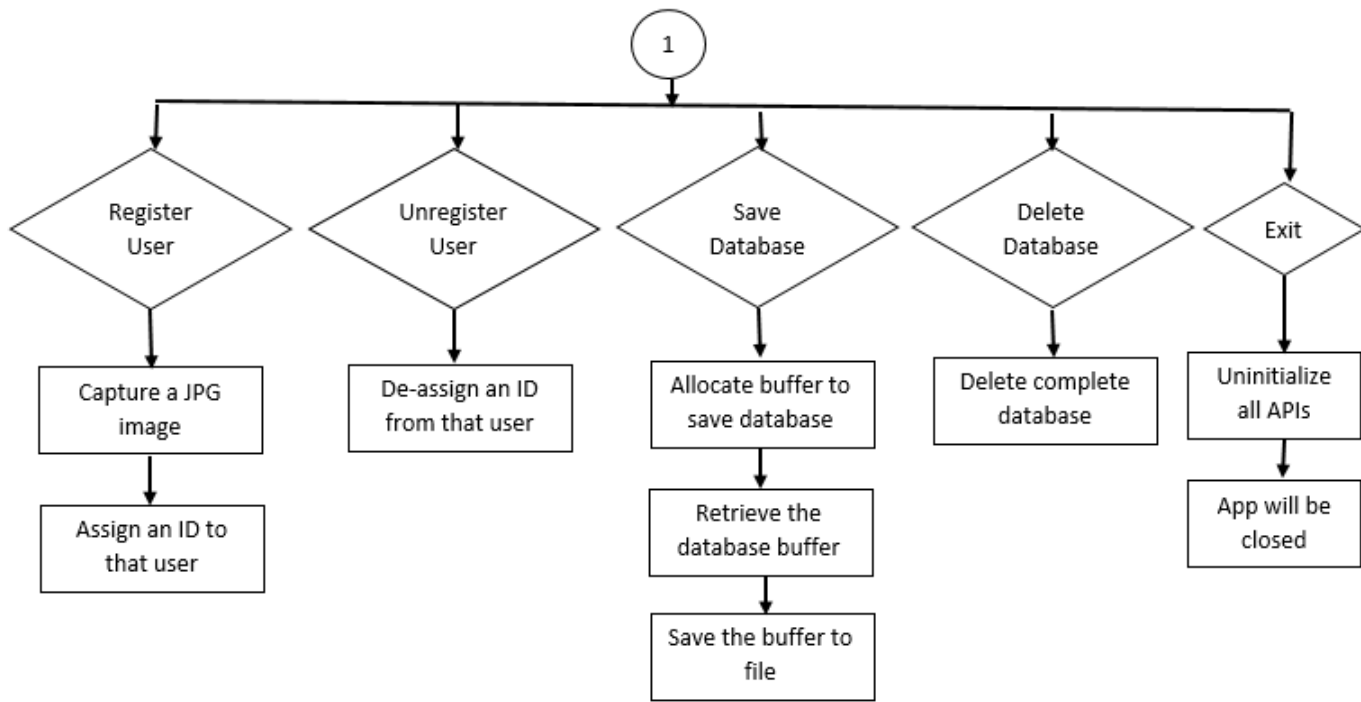 1
Register
User
Unregister
User
Save
Database
Delete
Database
Exit
Capture a JPG
image
De-assign an ID
from that user
Allocate buffer to
save database
Delete complete
database
Uninitialize
all APIs
Assign an ID to
that user
Retrieve the
database buffer
App will be
closed
Save the buffer to
file